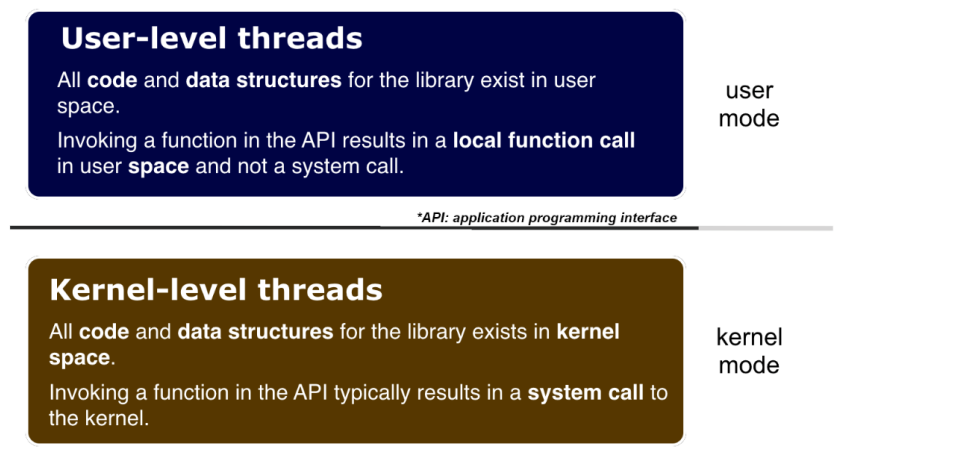 User-level threads
All code and data structures for the library exist in user
space.
Invoking a function in the API results in a local function call
in user space and not a system call.
user
mode
*API: application programming interface
Kernel-level threads
All code and data structures for the library exists in kernel
space.
Invoking a function in the API typically results in a system call to
the kernel.
kernel
mode